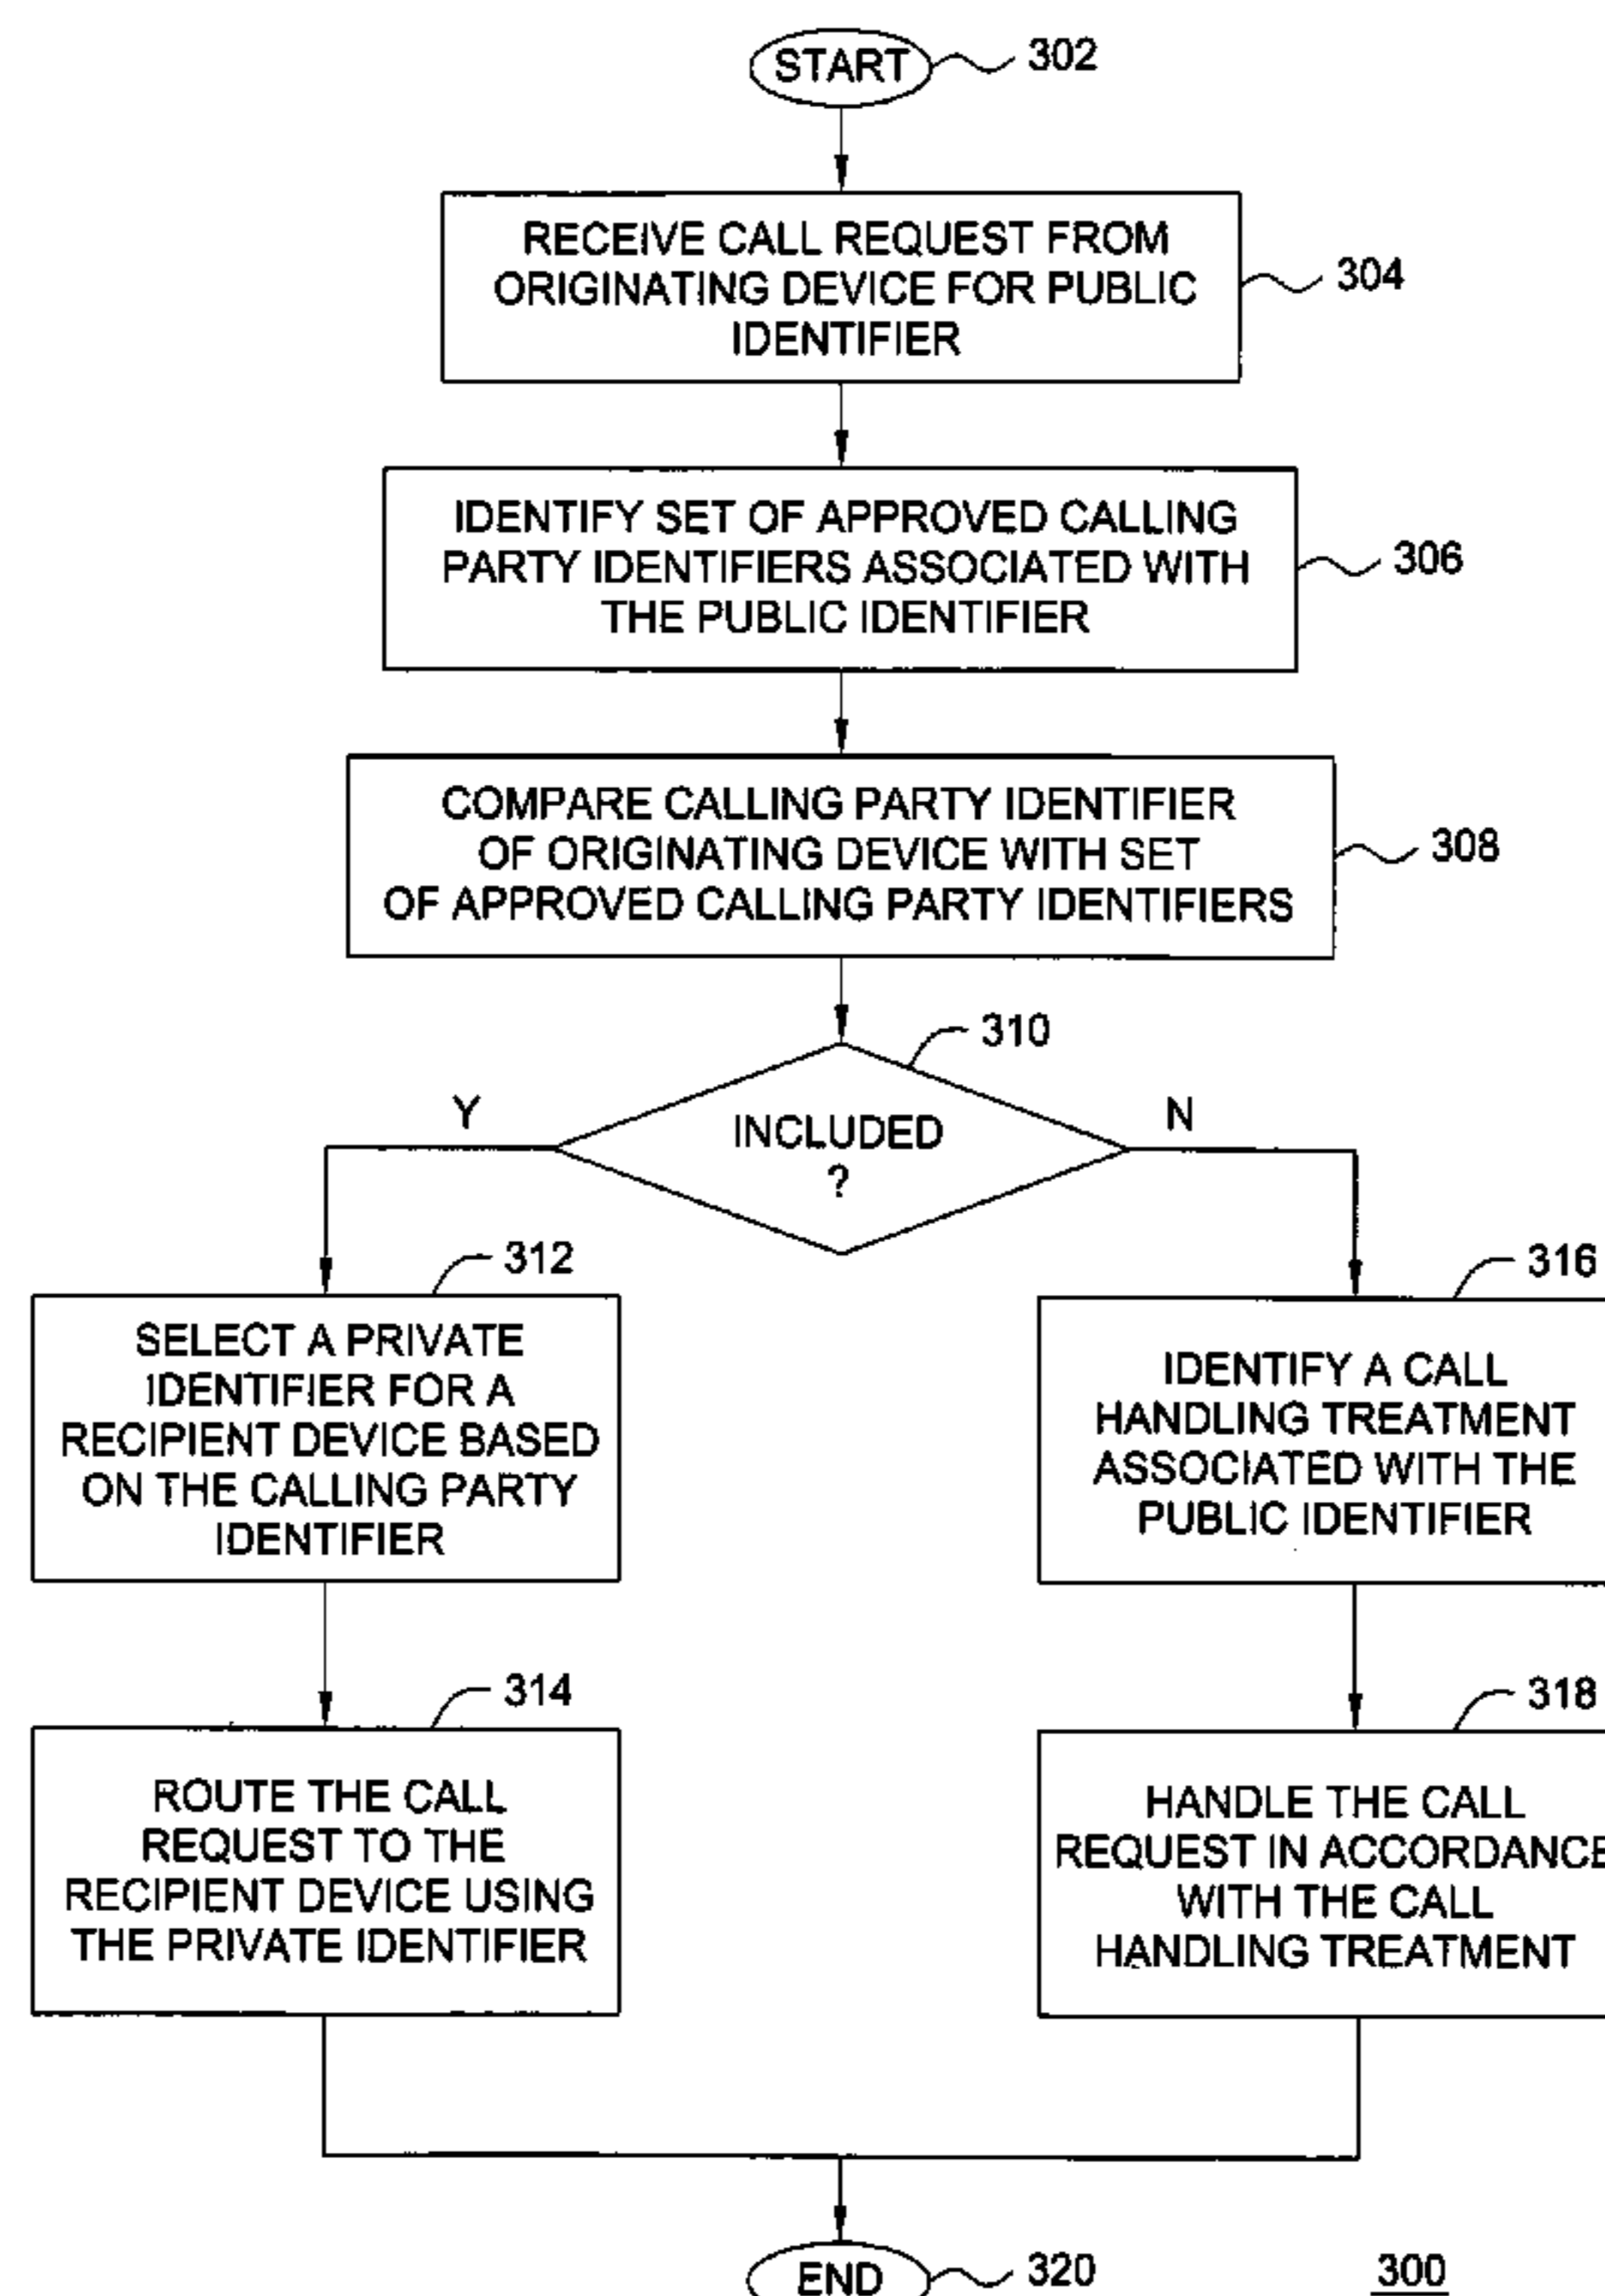 START
302
RECEIVE CALL REQUEST FROM
ORIGINATING DEVICE FOR PUBLIC
IDENTIFIER
304
IDENTIFY SET OF APPROVED CALLING
PARTY IDENTIFIERS ASSOCIATED WITH
THE PUBLIC IDENTIFIER
306
COMPARE CALLING PARTY IDENTIFIER
OF ORIGINATING DEVICE WITH SET
OF APPROVED CALLING PARTY IDENTIFIERS
308
310
INCLUDED
?
Y
N
312
SELECT A PRIVATE
IDENTIFIER FOR A
RECIPIENT DEVICE BASED
ON THE CALLING PARTY
IDENTIFIER
314
ROUTE THE CALL
REQUEST TO THE
RECIPIENT DEVICE USING
THE PRIVATE IDENTIFIER
316
IDENTIFY A CALL
HANDLING TREATMENT
ASSOCIATED WITH THE
PUBLIC IDENTIFIER
318
HANDLE THE CALL
REQUEST IN ACCORDANCE
WITH THE CALL
HANDLING TREATMENT
END
320
300